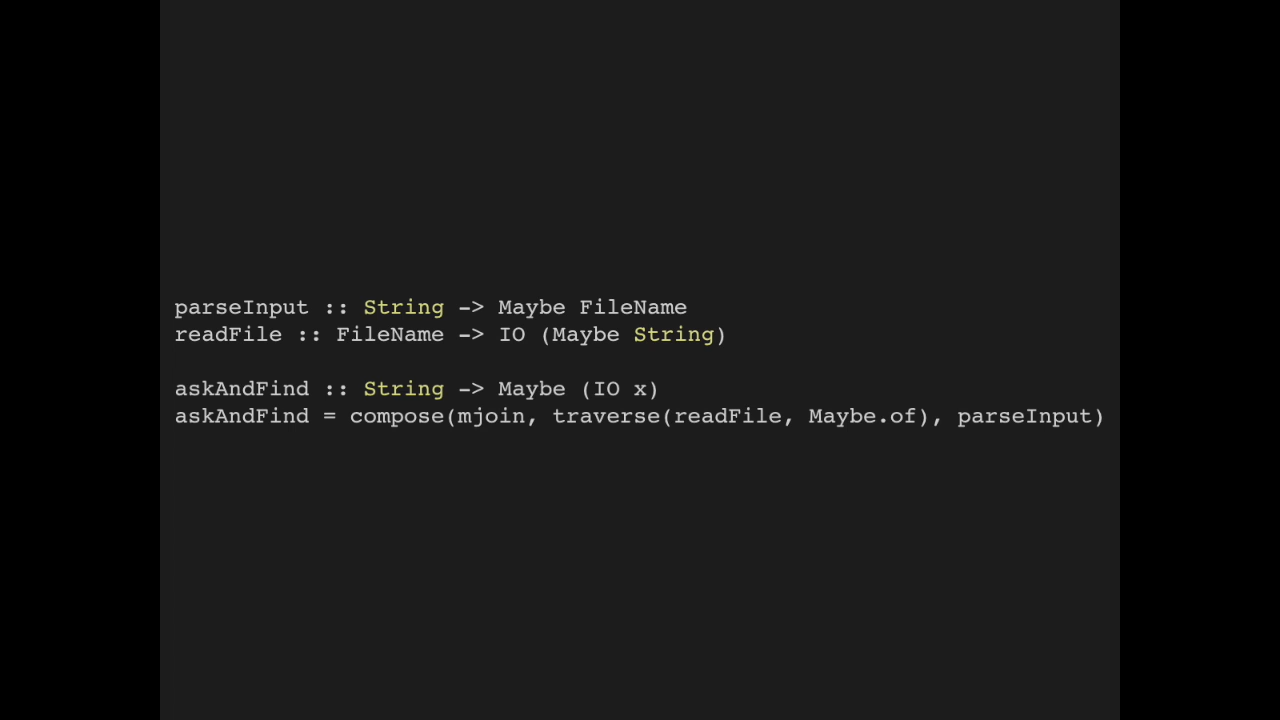 parseInput :: String -> Maybe FileName
readFile :: FileName -> IO (Maybe String)
askAndFind :: String -> Maybe (IO x)
askAndFind = compose(mjoin, traverse(readFile, Maybe.of), parseInput)